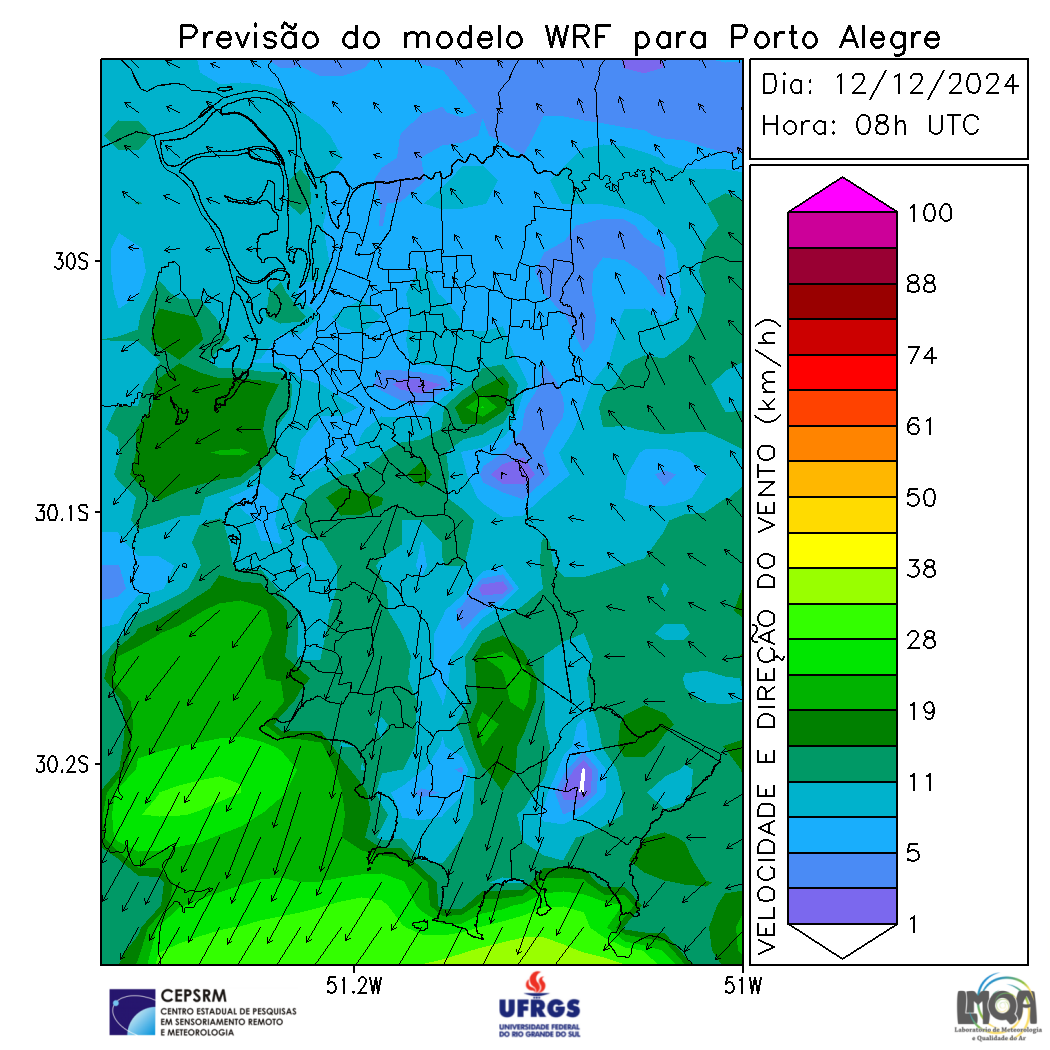 Previsão do modelo WRF para Porto Alegre
Dia: 12/12/2024
Hora: 08h UTC
30S
30.1S
30.2S
51.2W
51W
VELOCIDADE E DIREÇÃO DO VENTO (km/h)
100
88
74
61
50
38
28
19
11
5
1
CEPSRM
CENTRO ESTADUAL DE PESQUISAS
EM SENSORIAMENTO REMOTO
E METEOROLOGIA
UFRGS
UNIVERSIDADE FEDERAL
DO RIO GRANDE DO SUL
LMQA
Laboratório de Meteorologia
e Qualidade do Ar